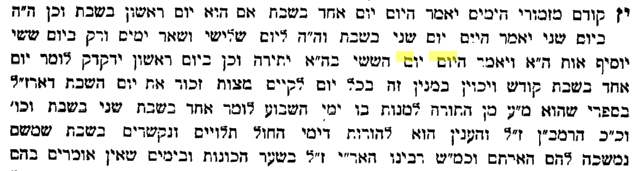 יז קודם מזמורי הימים יאמר היום יום אחד בשבת אם הוא יום ראשון בשבת וכן ה"ה
ביום שני יאמר היום יום שני בשבת וה"ה ליום שלישי ושאר ימים ורק ביום ששי
יוסיף אות ה"א ויאמר היום יום הששי בה"א יתירה וכן ביום ראשון ידקדק לומר יום
אחד בשבת קודש ויכוין במנין זה בכל יום לקיים מצות זכור את יום השבת דארז"ל
בספרי שהוא מ"ע מן התורה למנות בו ימי השבוע לומר אחד בשבת שני בשבת וכו'
וכ"כ הרמב"ן ז"ל והענין הוא להורות דימי החול תלויים ונקשרים בשבת שמשם
נמשכה להם הארתם וכמ"ש רבינו האר"י ז"ל בשער הכונות ובימים שאין אומרים בהם